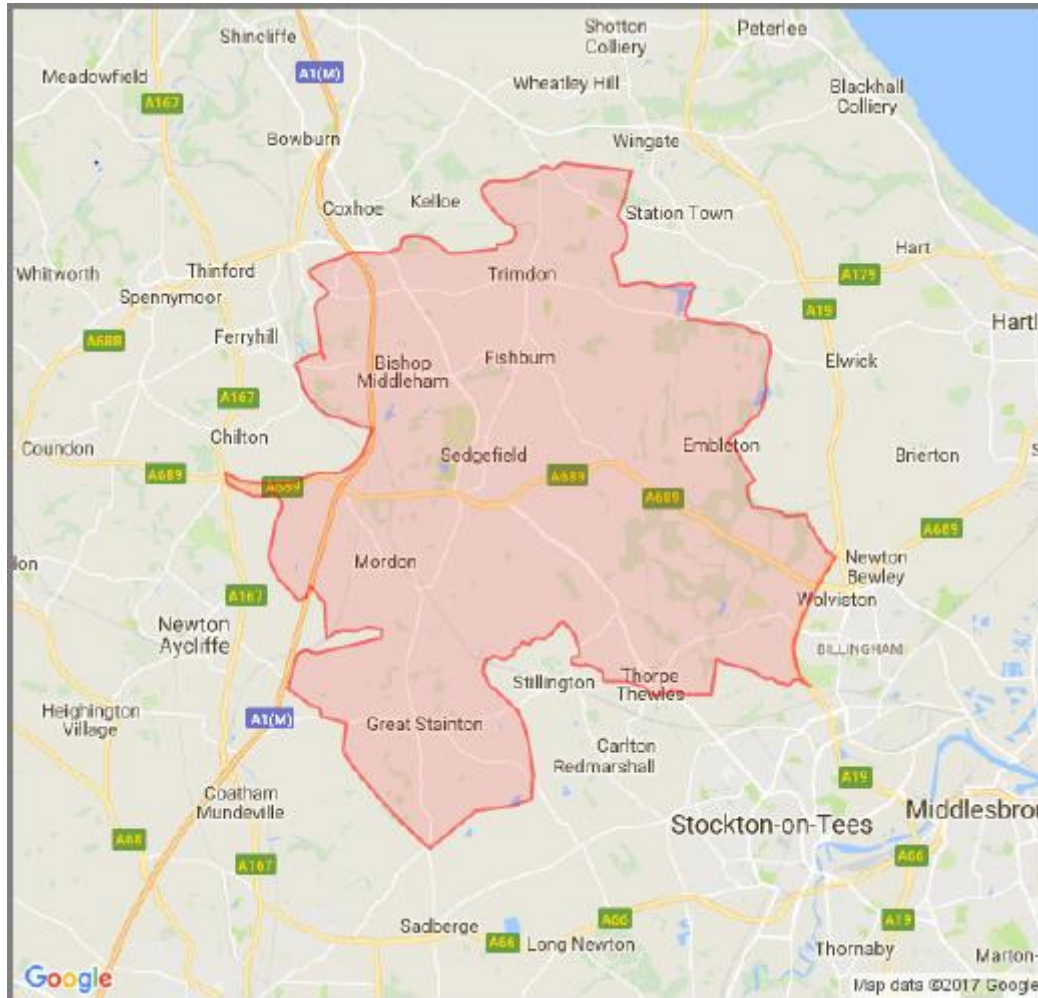 Shincliffe
Shotton
Colliery
Peterlee
Meadowfield
A1(M)
Wheatley Hill
Blackhall
Colliery
A167
Bowburn
Wingate
Coxhoe
Kelloe
Station Town
Hart
Whitworth
Thinford
Trimdon
A179
Spennymoor
A19
Hartl
A688
Ferryhill
Fishburn
Elwick
Bishop
Middleham
A167
Chilton
Coundon
Sedgefield
Embleton
Brierton
S
A689
A689
A689
A689
A689
Mordon
Newton
Bewley
don
A167
Wolviston
Newton
Aycliffe
BILLINGHAM
Stillington
Thorpe
Thewles
Heighington
Village
A1(M)
Great Stainton
Carlton
Redmarshall
A19
Coatham
Mundeville
Stockton-on-Tees
Middlesbro
A68
A167
A66
Sadberge
A66
A66
Long Newton
A19
Thornaby
Marton-
Google
Map data ©2017 Google